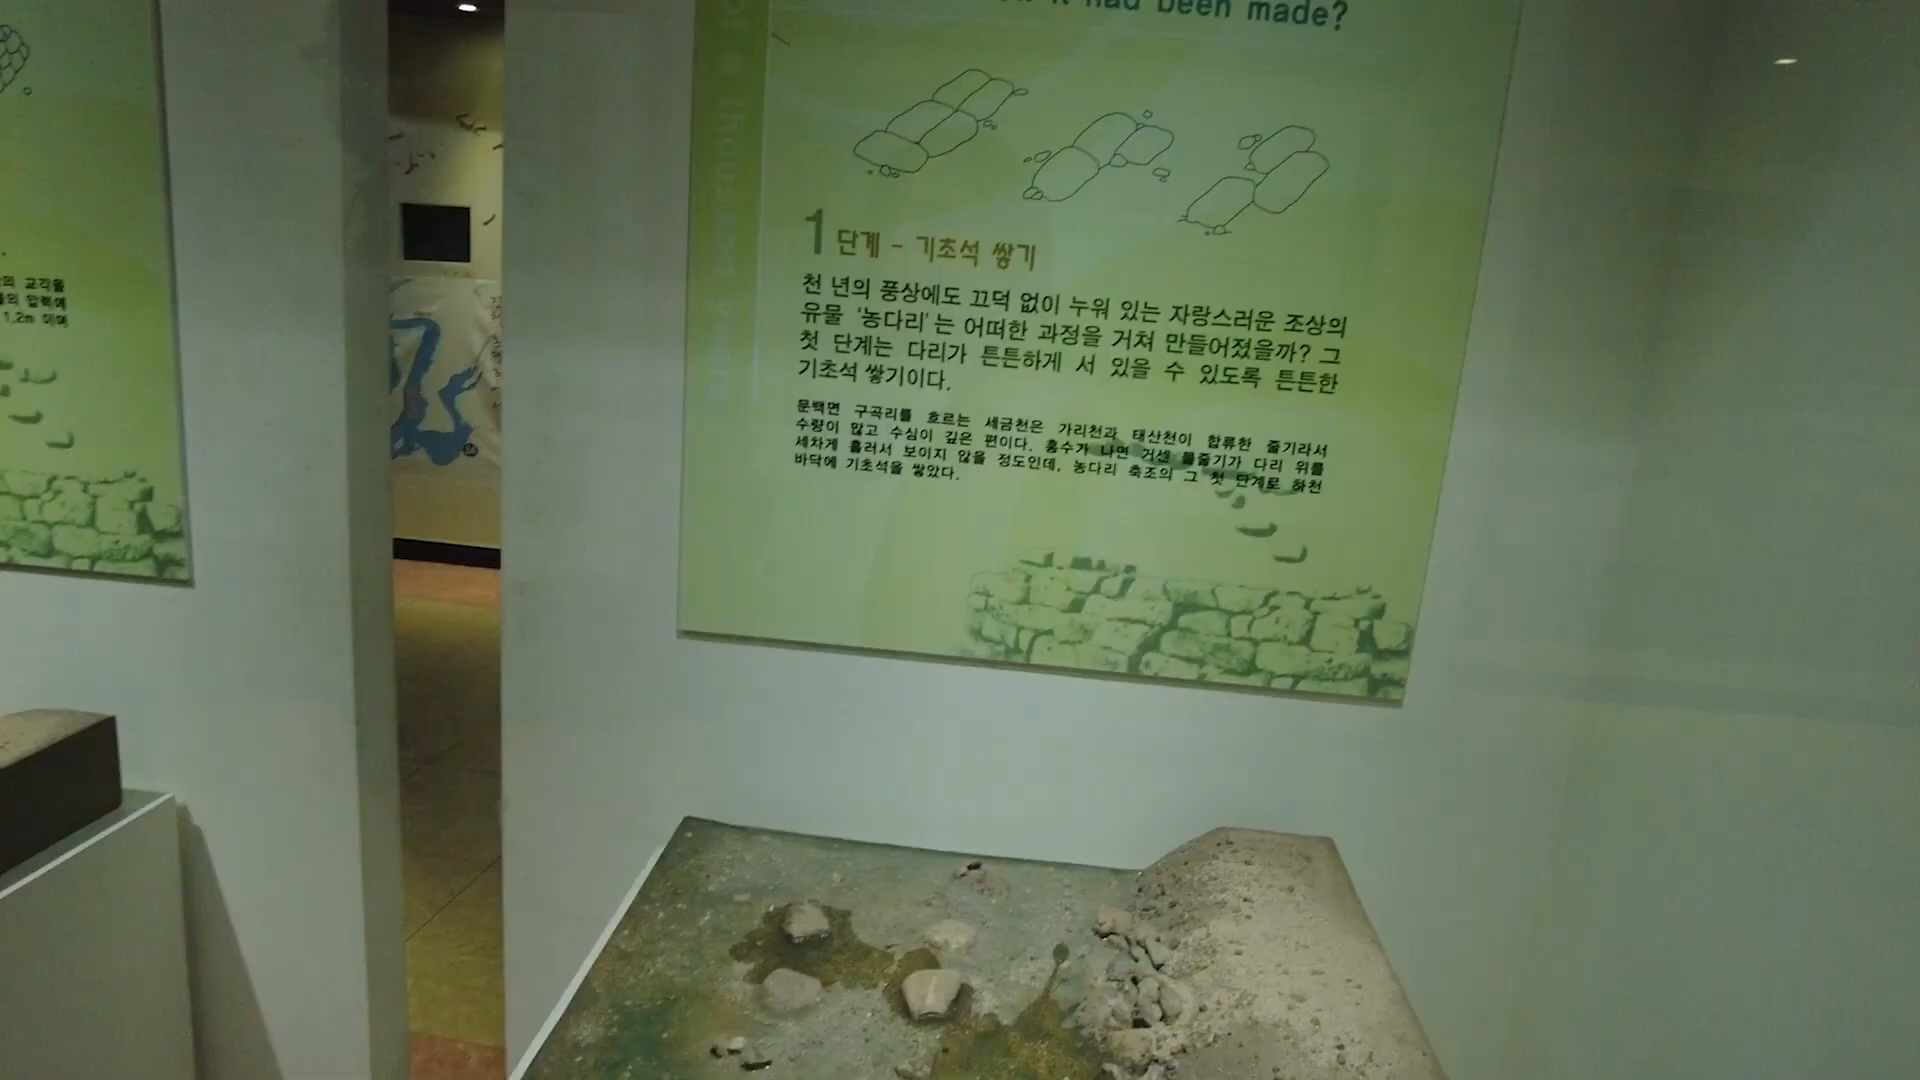 it had been made?
1단계 - 기초석 쌓기
천 년의 풍상에도 끄덕 없이 누워 있는 자랑스러운 조상의
유물 '농다리'는 어떠한 과정을 거쳐 만들어졌을까? 그
첫 단계는 다리가 튼튼하게 서 있을 수 있도록 튼튼한
기초석 쌓기이다.
문백면 구곡리를 흐르는 세금천은 가리천과 태산천이 합류한 줄기라서
수량이 많고 수심이 깊은 편이다. 홍수가 나면 거센 물줄기가 다리 위를
세차게 흘러서 보이지 않을 정도인데, 농다리 축조의 그 첫 단계로 하천
바닥에 기초석을 쌓았다.
교각을
압력에
1.2m